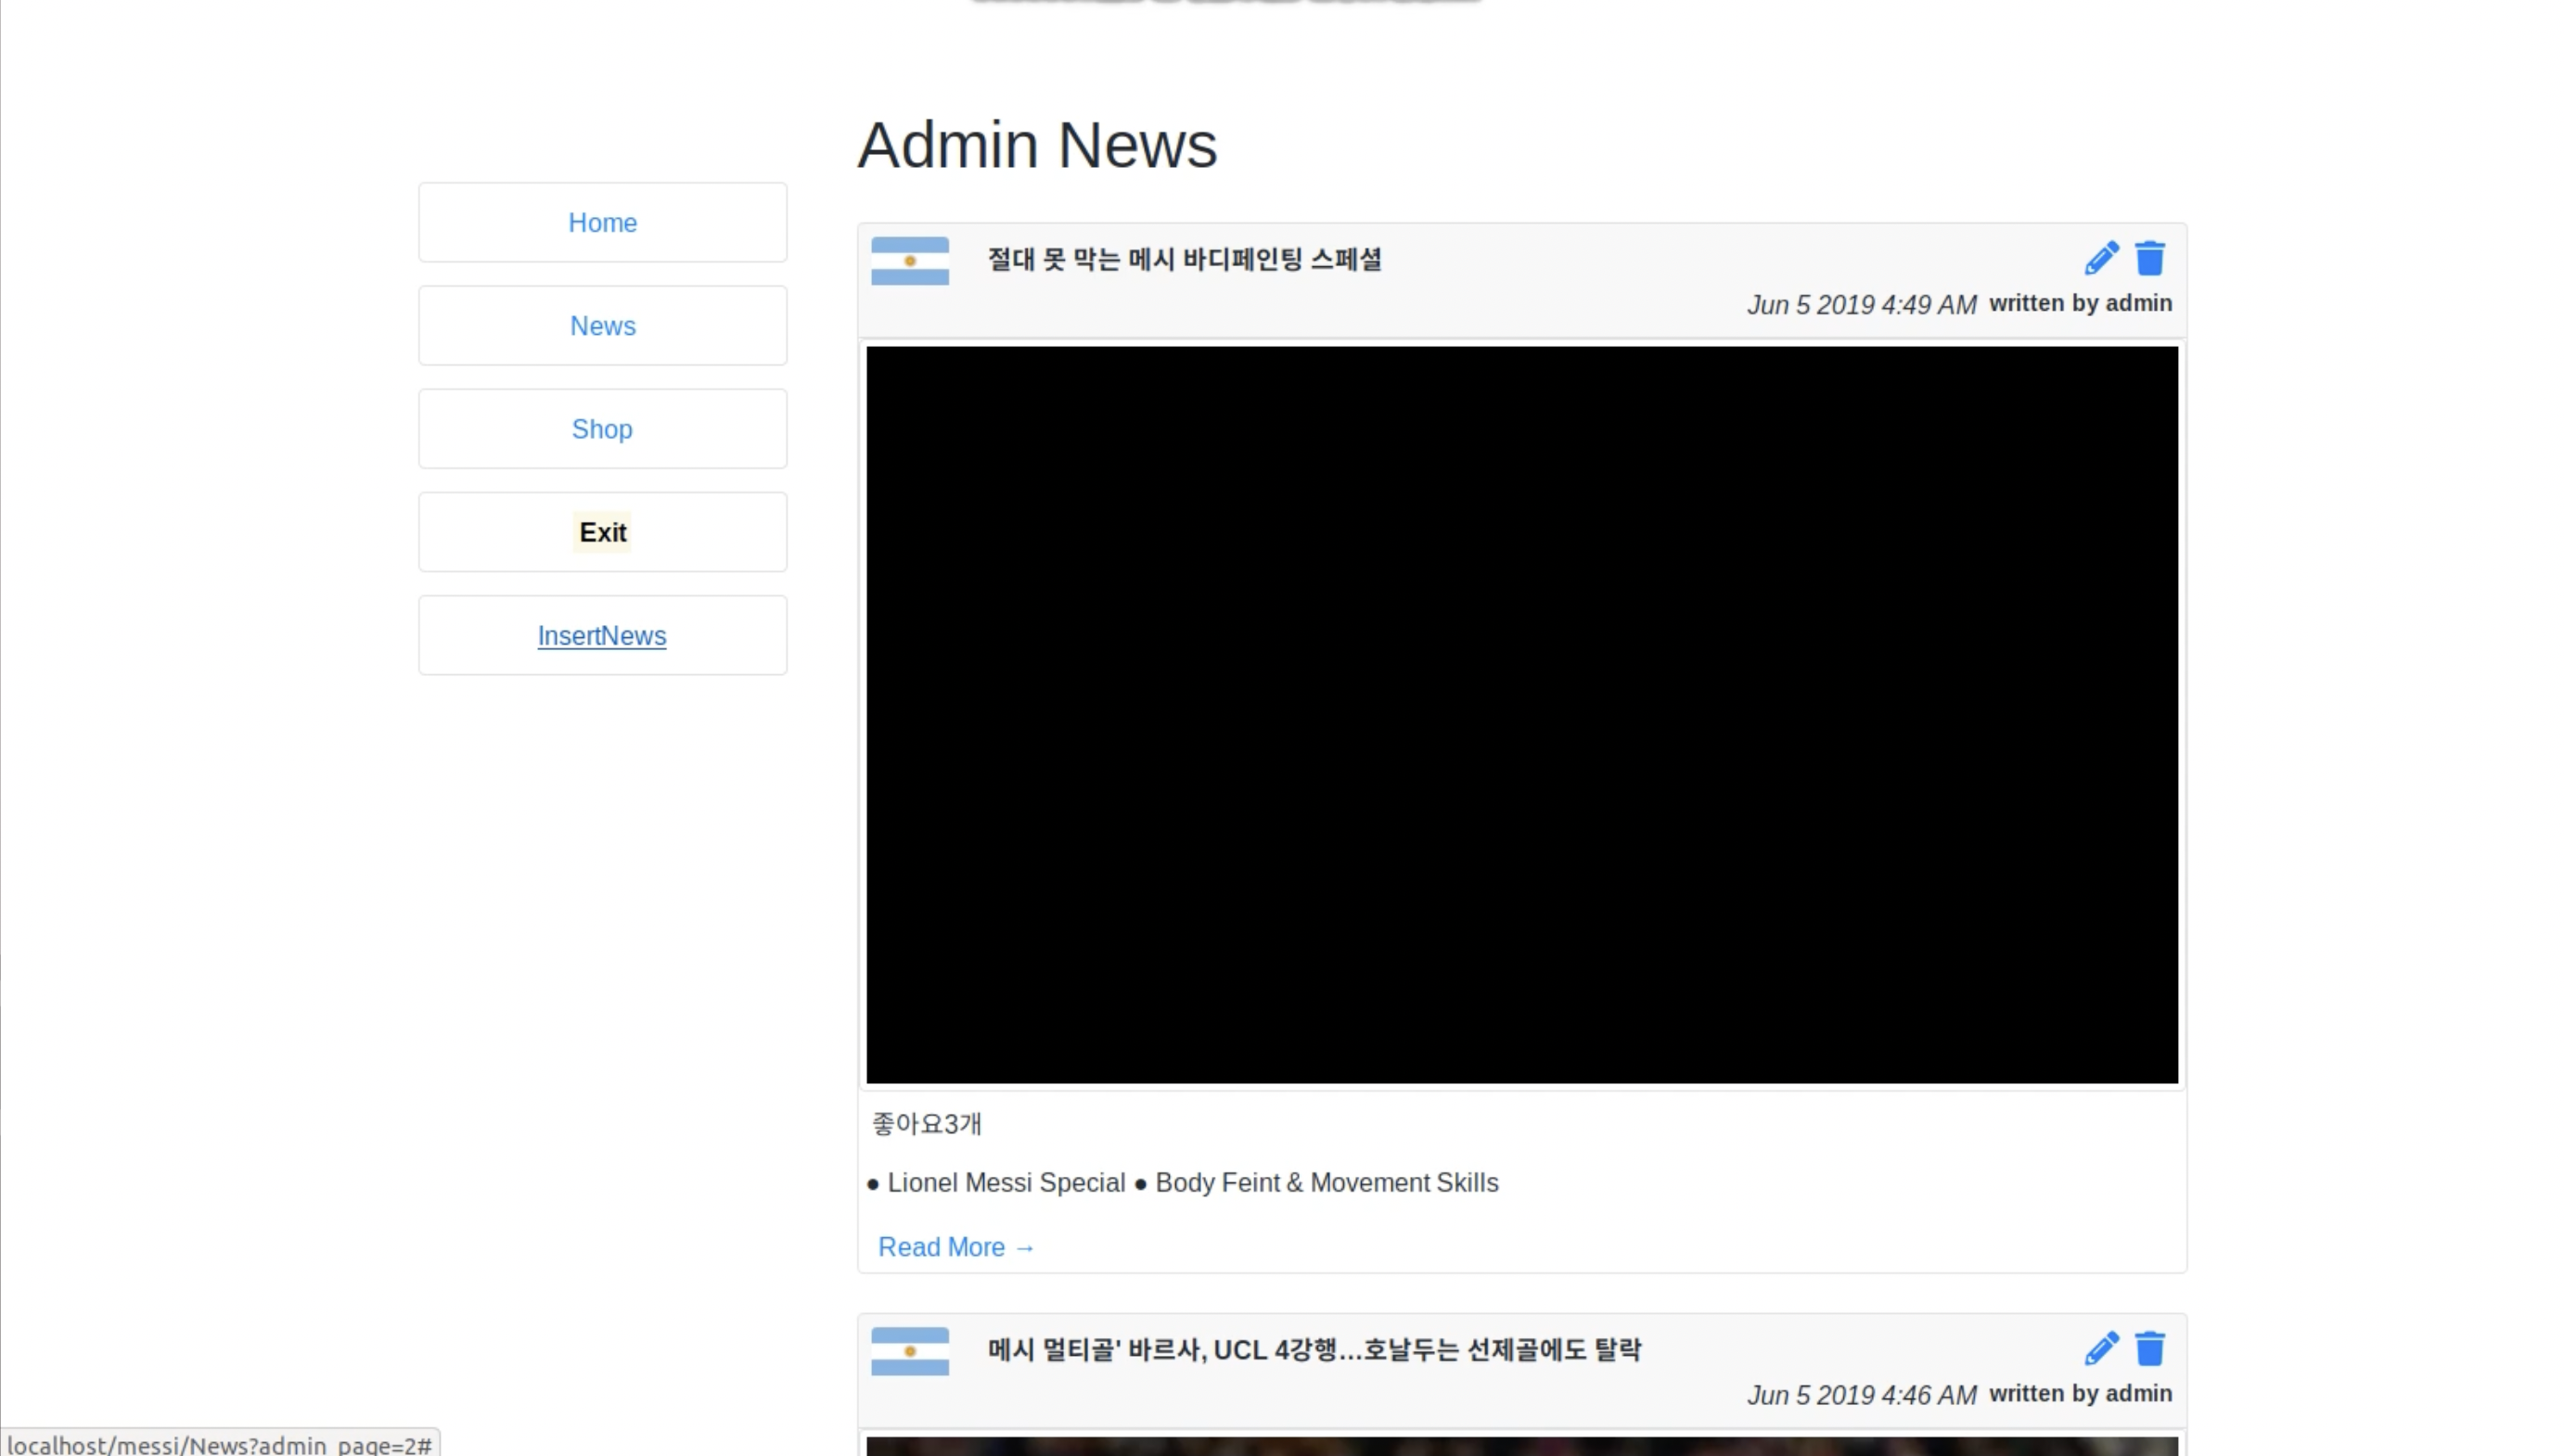 Admin News
Home
News
Shop
Exit
InsertNews
절대 못 막는 메시 바디페인팅 스페셜
Jun 5 2019 4:49 AM written by admin
좋아요3개
● Lionel Messi Special ● Body Feint & Movement Skills
Read More →
메시 멀티골' 바르사, UCL 4강행...호날두는 선제골에도 탈락
Jun 5 2019 4:46 AM written by admin
localhost/messi/News?admin_page=2#